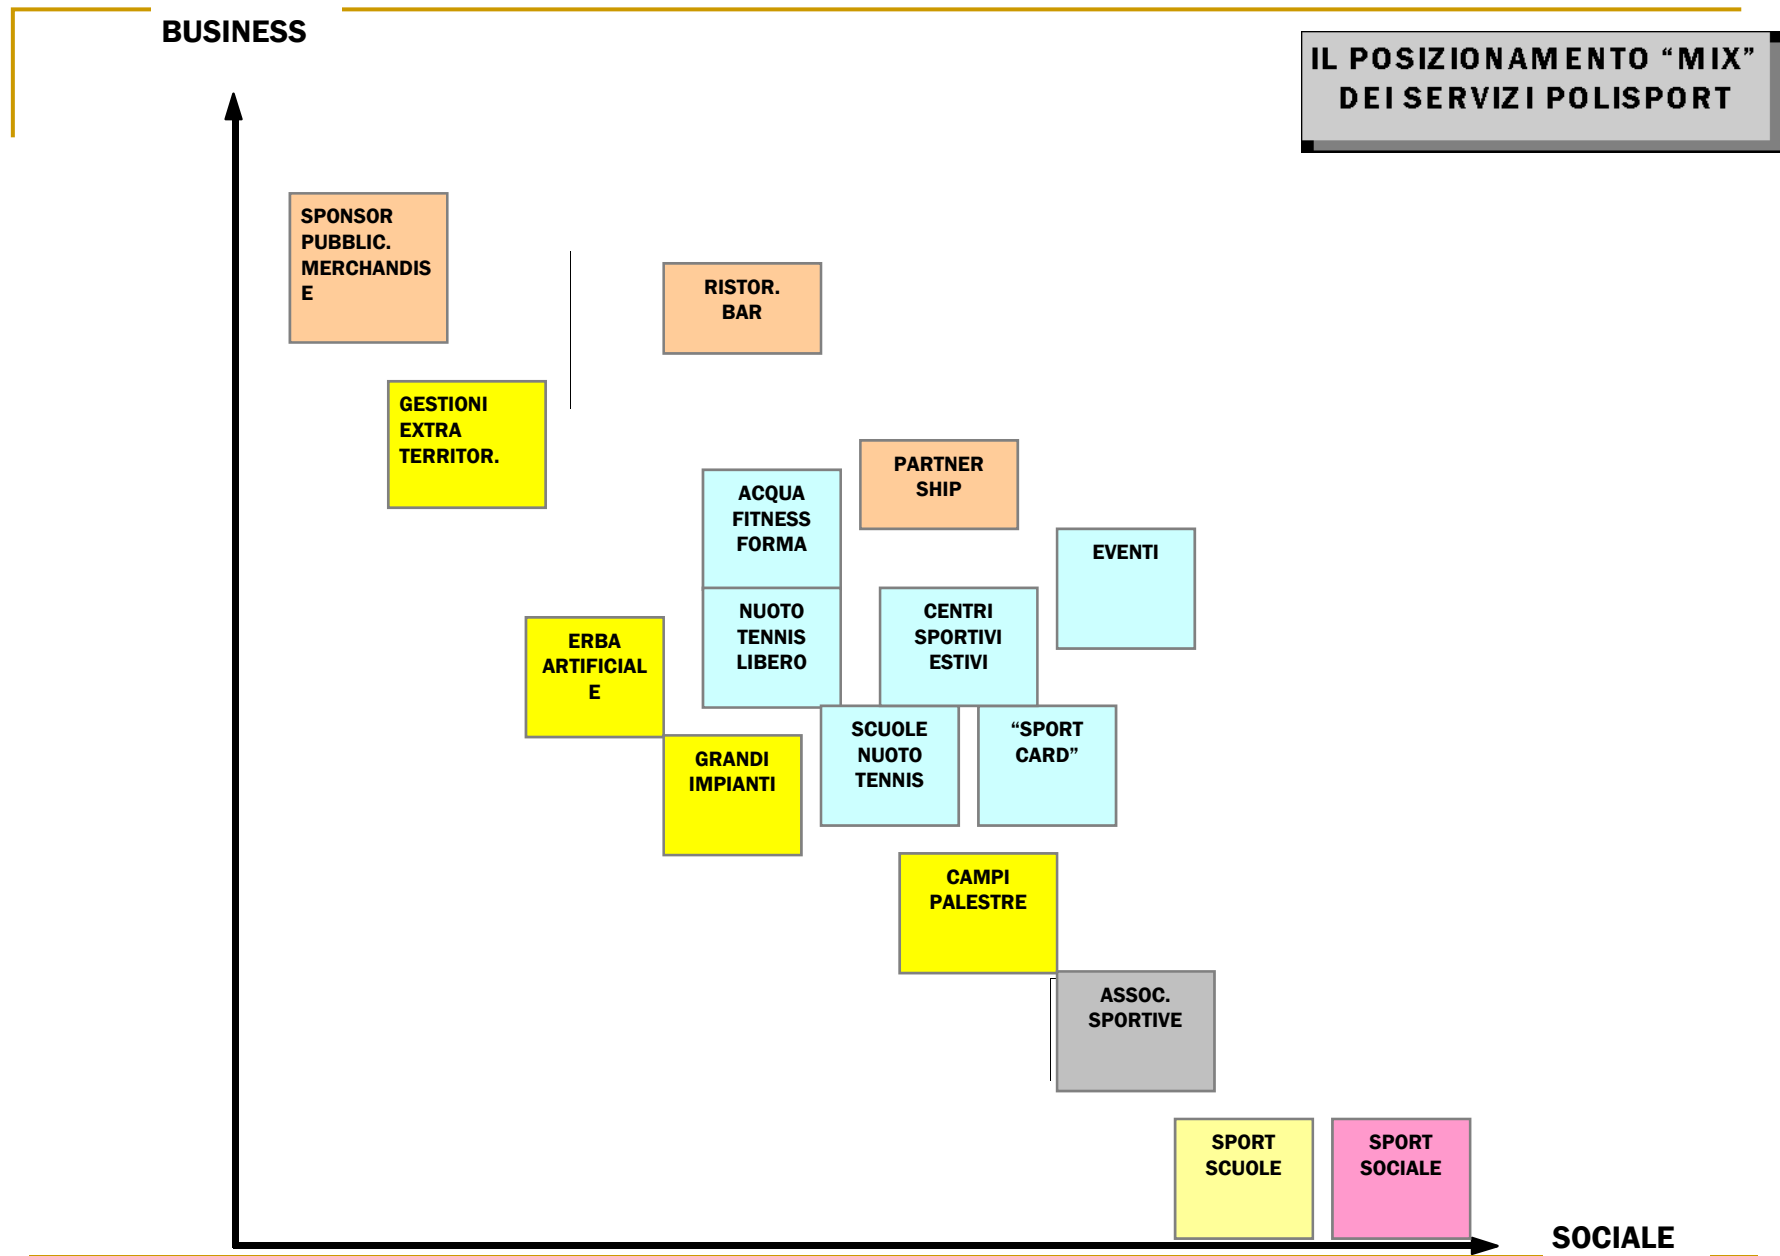 BUSINESS
IL POSIZIONAMENTO “MIX”
DEI SERVIZI POLISPORT
SPONSOR
PUBBLIC.
MERCHANDIS
E
RISTOR.
BAR
GESTIONI
EXTRA
TERRITOR.
PARTNER
SHIP
ACQUA
FITNESS
FORMA
EVENTI
NUOTO
TENNIS
LIBERO
CENTRI
SPORTIVI
ESTIVI
ERBA
ARTIFICIAL
E
SCUOLE
NUOTO
TENNIS
“SPORT
CARD”
GRANDI
IMPIANTI
CAMPI
PALESTRE
ASSOC.
SPORTIVE
SPORT
SCUOLE
SPORT
SOCIALE
SOCIALE